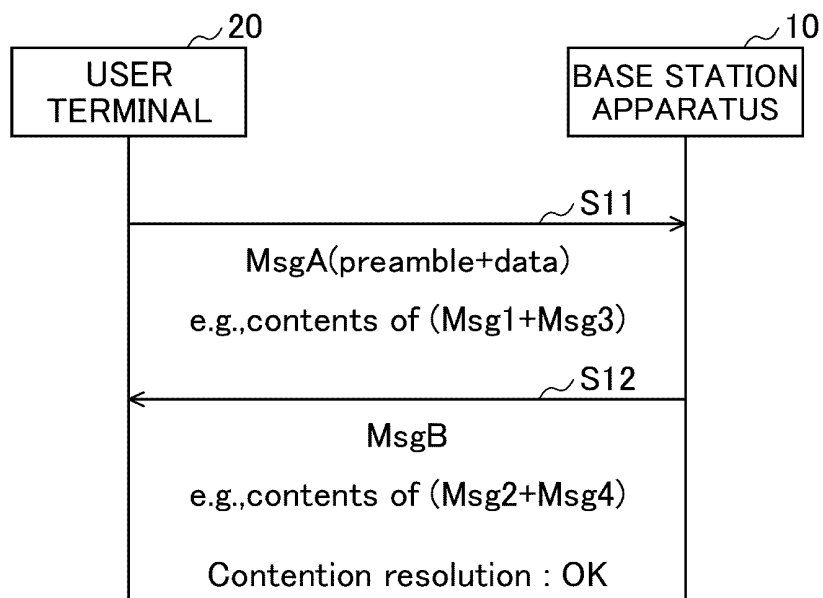 20
10
USER
TERMINAL
BASE STATION
APPARATUS
S11
MsgA(preamble+data)
e.g.,contents of (Msg1+Msg3)
S12
MsgB
e.g.,contents of (Msg2+Msg4)
Contention resolution : OK